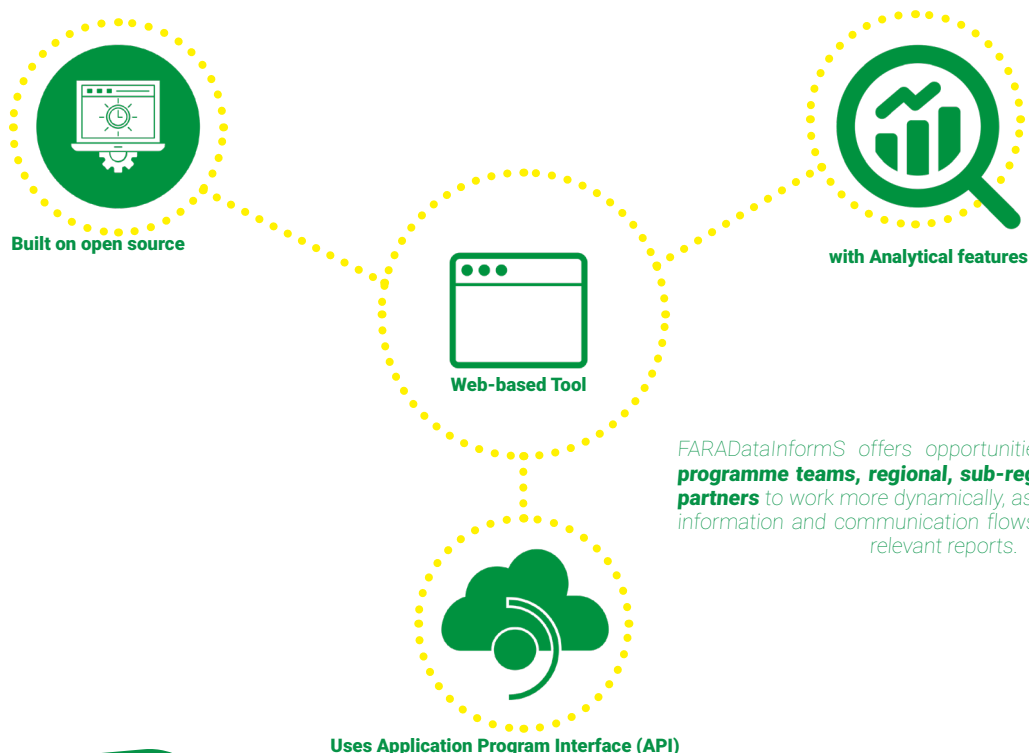 Built on open source
with Analytical features
Web-based Tool
FARADataInformS offers
programme teams, regional,
partners to work more dynamically,
information and communication flows
relevant reports.
Uses Application Program Interface (API)